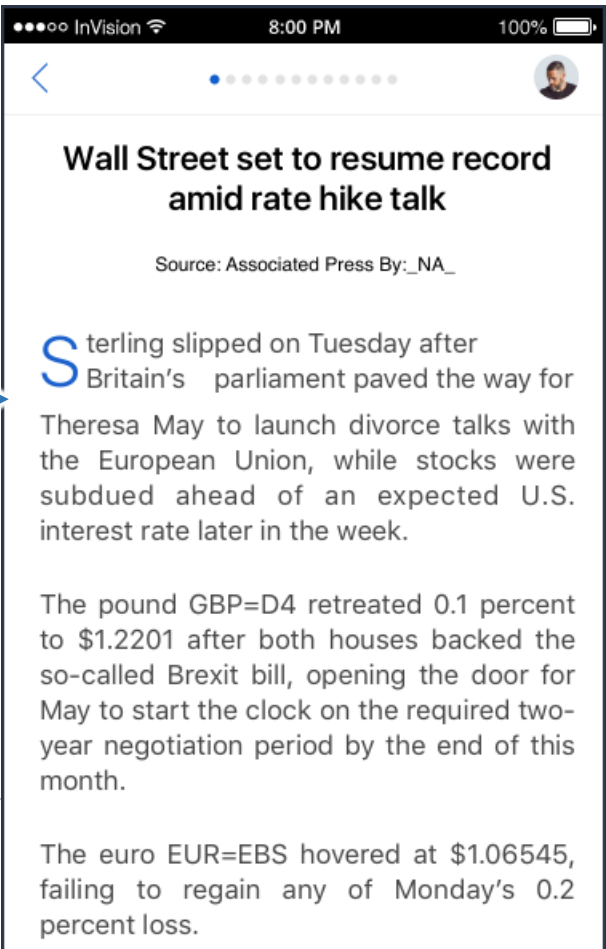 InVision 8:00 PM 100%
Wall Street set to resume record
amid rate hike talk
Source: Associated Press By:_NA_
Sterling slipped on Tuesday after
Britain's parliament paved the way for
Theresa May to launch divorce talks with
the European Union, while stocks were
subdued ahead of an expected U.S.
interest rate later in the week.
The pound GBP=D4 retreated 0.1 percent
to $1.2201 after both houses backed the
so-called Brexit bill, opening the door for
May to start the clock on the required two-
year negotiation period by the end of this
month.
The euro EUR=EBS hovered at $1.06545,
failing to regain any of Monday's 0.2
percent loss.